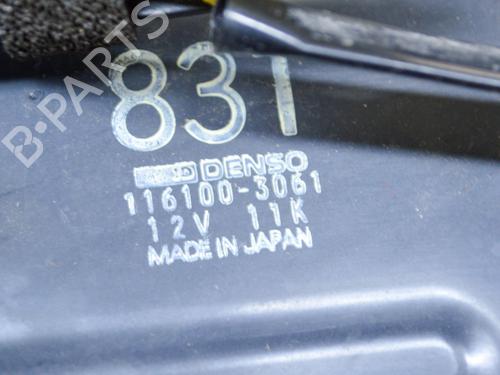 831
DENSO
116100-3061
12V 11K
MADE IN JAPAN
B-PARTS